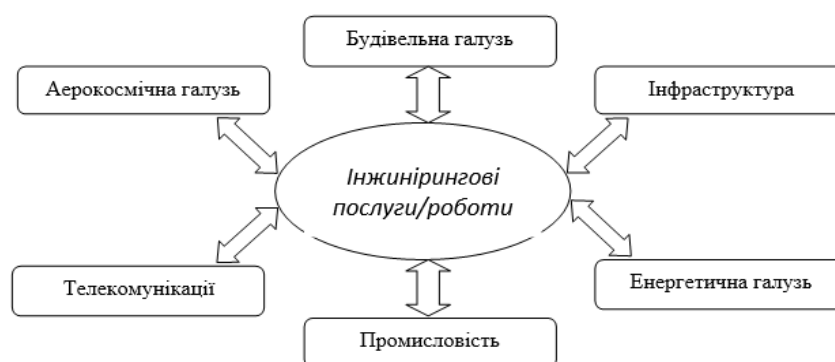 Будівельна галузь
Аерокосмічна галузь
Інфраструктура
Інжинірингові
послуги/роботи
Телекомунікації
Енергетична галузь
Промисловість